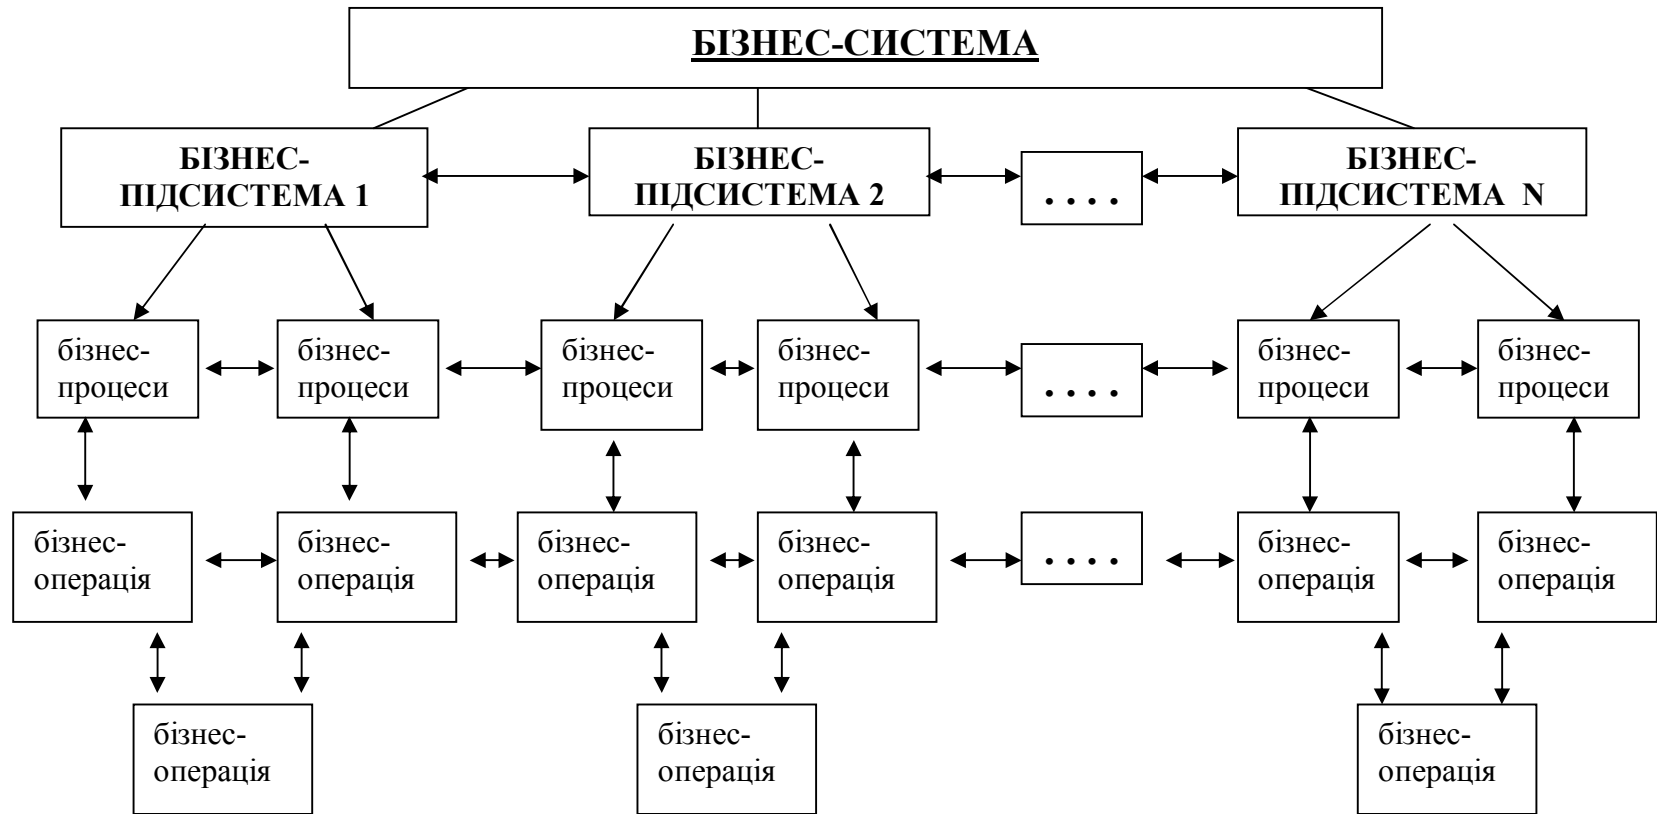 БІЗНЕС-СИСТЕМА
БІЗНЕС-
ПІДСИСТЕМА 1
БІЗНЕС-
ПІДСИСТЕМА 2
. . . .
БІЗНЕС-
ПІДСИСТЕМА N
бізнес-
процеси
бізнес-
процеси
бізнес-
процеси
бізнес-
процеси
. . . .
бізнес-
процеси
бізнес-
процеси
бізнес-
операція
бізнес-
операція
бізнес-
операція
бізнес-
операція
. . . .
бізнес-
операція
бізнес-
операція
бізнес-
операція
бізнес-
операція
бізнес-
операція